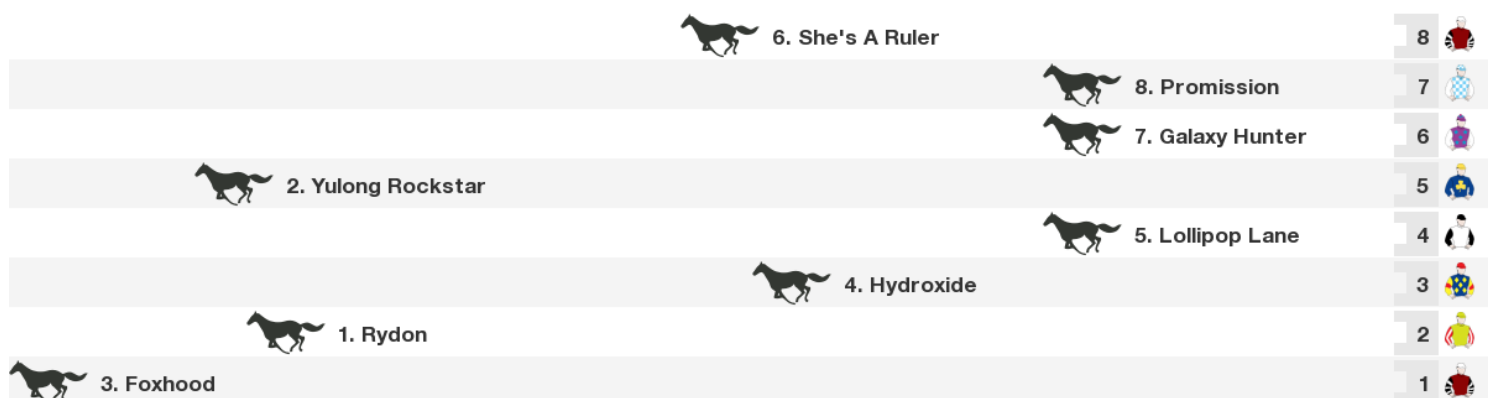 6. She's A Ruler 8
8. Promission 7
7. Galaxy Hunter 6
2. Yulong Rockstar 5
5. Lollipop Lane 4
4. Hydroxide 3
1. Rydon 2
3. Foxhood 1